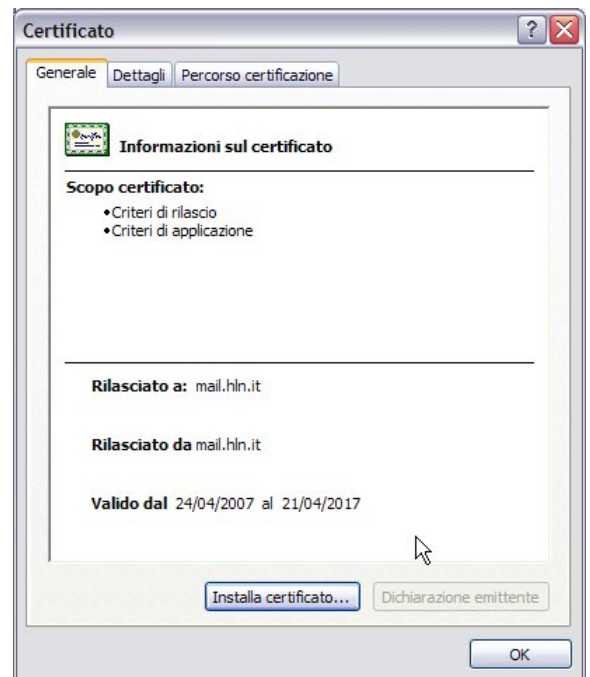 Certificato
Generale Dettagli Percorso certificazione
Informazioni sul certificato
Scopo certificato:
•Criteri di rilascio
•Criteri di applicazione
Rilasciato a: mail.hln.it
Rilasciato da mail.hln.it
Valido dal 24/04/2007 al 21/04/2017
Installa certificato... Dichiarazione emittente
OK